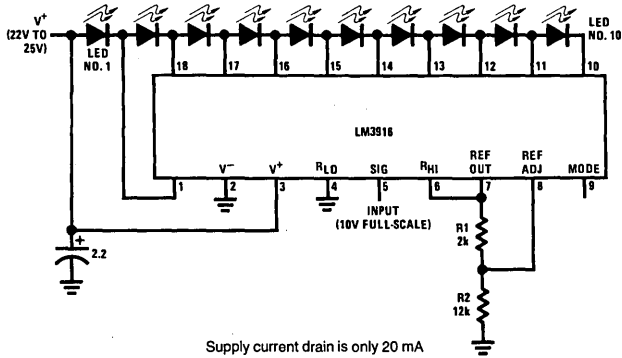 V+
(22V TO
25V)
LED
NO. 1
LED
NO. 10
18 17 16 15 14 13 12 11 10
LM3916
V− V+ RLO SIG RHI REF OUT REF ADJ MODE
1 2 3 4 5 6 7 8 9
INPUT
(10V FULL-SCALE)
+
2.2
R1
2k
R2
12k
Supply current drain is only 20 mA